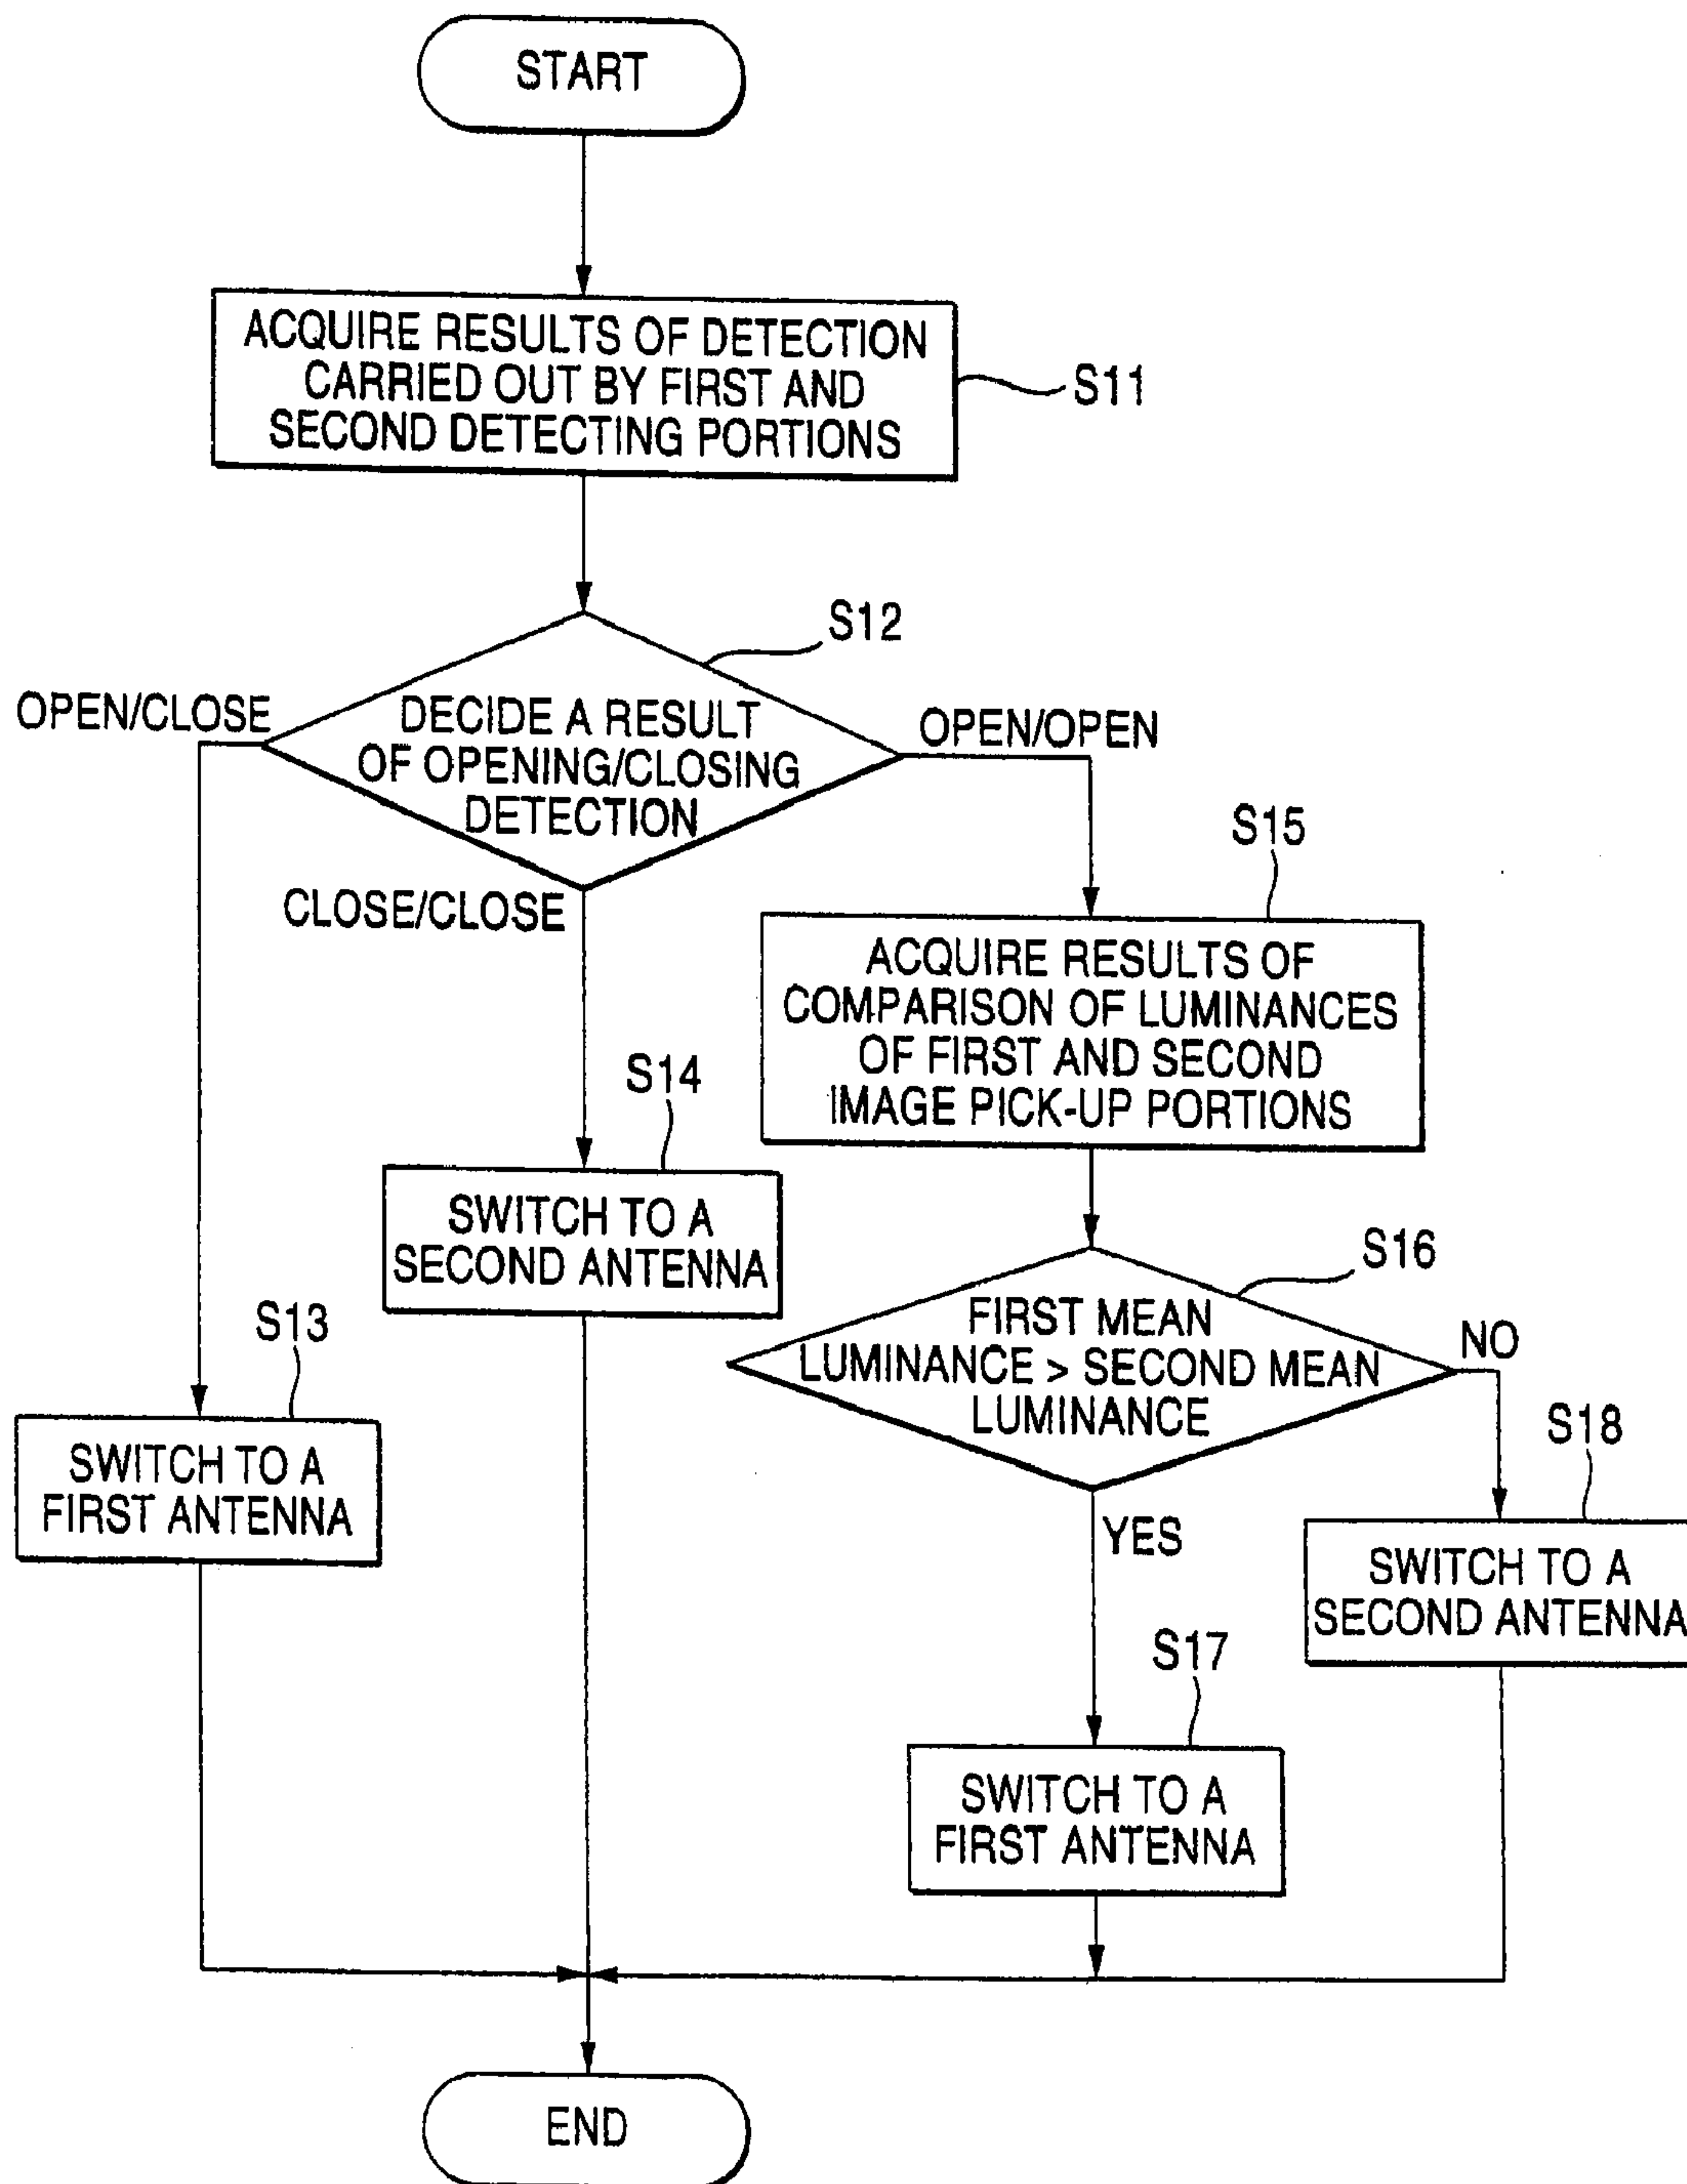 START
ACQUIRE RESULTS OF DETECTION
CARRIED OUT BY FIRST AND
SECOND DETECTING PORTIONS
S11
S12
OPEN/CLOSE
DECIDE A RESULT
OF OPENING/CLOSING
DETECTION
OPEN/OPEN
CLOSE/CLOSE
S15
ACQUIRE RESULTS OF
COMPARISON OF LUMINANCES
OF FIRST AND SECOND
IMAGE PICK-UP PORTIONS
S14
SWITCH TO A
SECOND ANTENNA
S16
FIRST MEAN
LUMINANCE > SECOND MEAN
LUMINANCE
NO
YES
S13
SWITCH TO A
FIRST ANTENNA
S18
SWITCH TO A
SECOND ANTENNA
S17
SWITCH TO A
FIRST ANTENNA
END